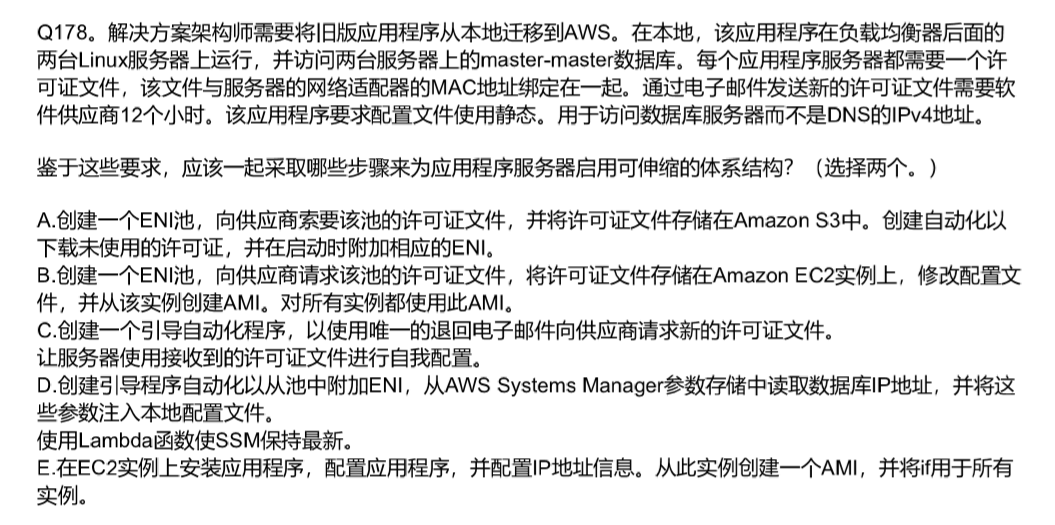 Q178。解决方案架构师需要将旧版应用程序从本地迁移到AWS。在本地，该应用程序在负载均衡器后面的
两台Linux服务器上运行，并访问两台服务器上的master-master数据库。每个应用程序服务器都需要一个许
可证文件，该文件与服务器的网络适配器的MAC地址绑定在一起。通过电子邮件发送新的许可证文件需要软
件供应商12个小时。该应用程序要求配置文件使用静态。用于访问数据库服务器而不是DNS的IPv4地址。
鉴于这些要求，应该一起采取哪些步骤来为应用程序服务器启用可伸缩的体系结构？（选择两个。）
A.创建一个ENI池，向供应商索要该池的许可证文件，并将许可证文件存储在Amazon S3中。创建自动化以
下载未使用的许可证，并在启动时附加相应的ENI。
B.创建一个ENI池，向供应商请求该池的许可证文件，将许可证文件存储在Amazon EC2实例上，修改配置文
件，并从该实例创建AMI。对所有实例都使用此AMI。
C.创建一个引导自动化程序，以使用唯一的退回电子邮件向供应商请求新的许可证文件。
让服务器使用接收到的许可证文件进行自我配置。
D.创建引导程序自动化以从池中附加ENI，从AWS Systems Manager参数存储中读取数据库IP地址，并将这
些参数注入本地配置文件。
使用Lambda函数使SSM保持最新。
E.在EC2实例上安装应用程序，配置应用程序，并配置IP地址信息。从此实例创建一个AMI，并将if用于所有
实例。